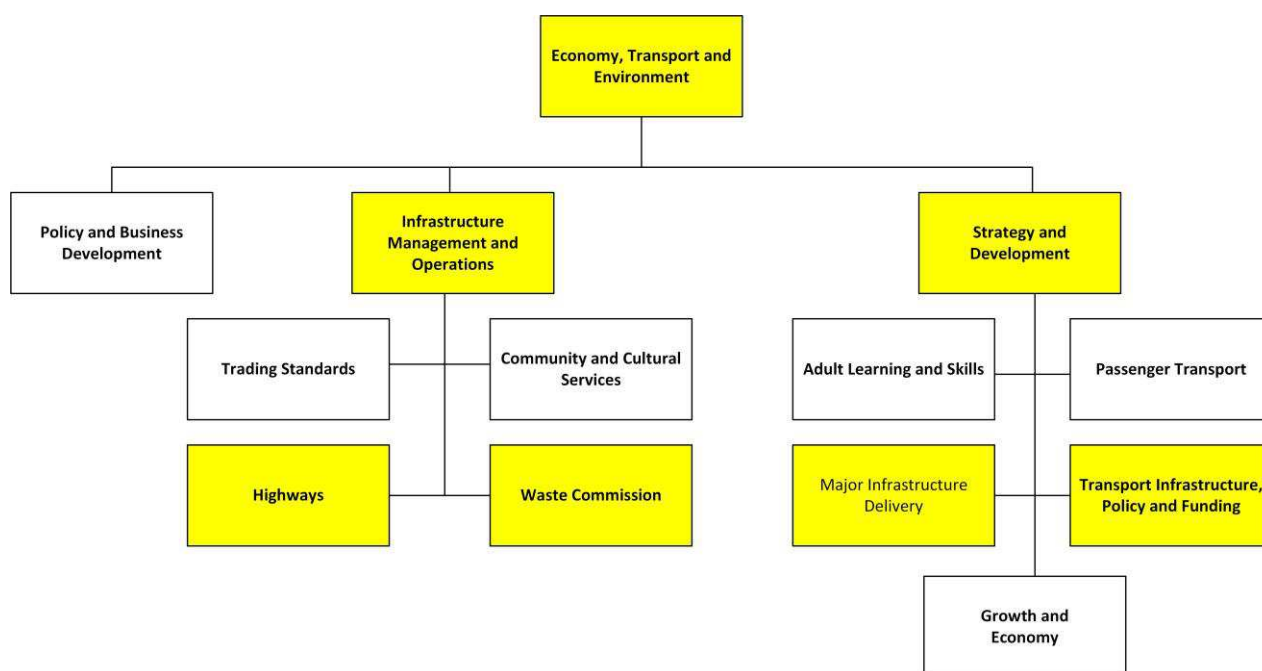 Economy, Transport and
Environment
Policy and Business
Development
Infrastructure
Management and
Operations
Strategy and
Development
Trading Standards
Community and Cultural
Services
Adult Learning and Skills
Passenger Transport
Highways
Waste Commission
Major Infrastructure
Delivery
Transport Infrastructure,
Policy and Funding
Growth and
Economy